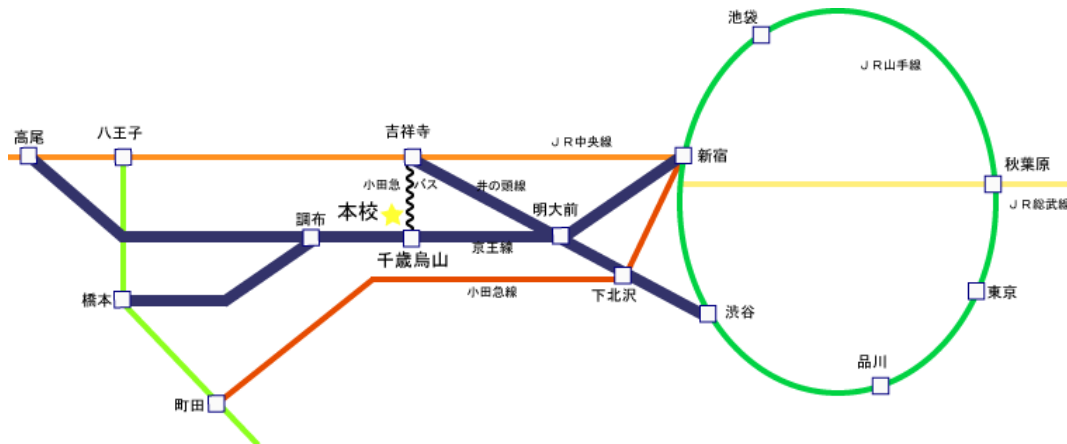 池袋
ＪＲ山手線
高尾
八王子
吉祥寺
ＪＲ中央線
新宿
秋葉原
小田急 バス
井の頭線
ＪＲ総武線
本校
調布
明大前
千歳烏山
京王線
橋本
小田急線
下北沢
渋谷
東京
品川
町田